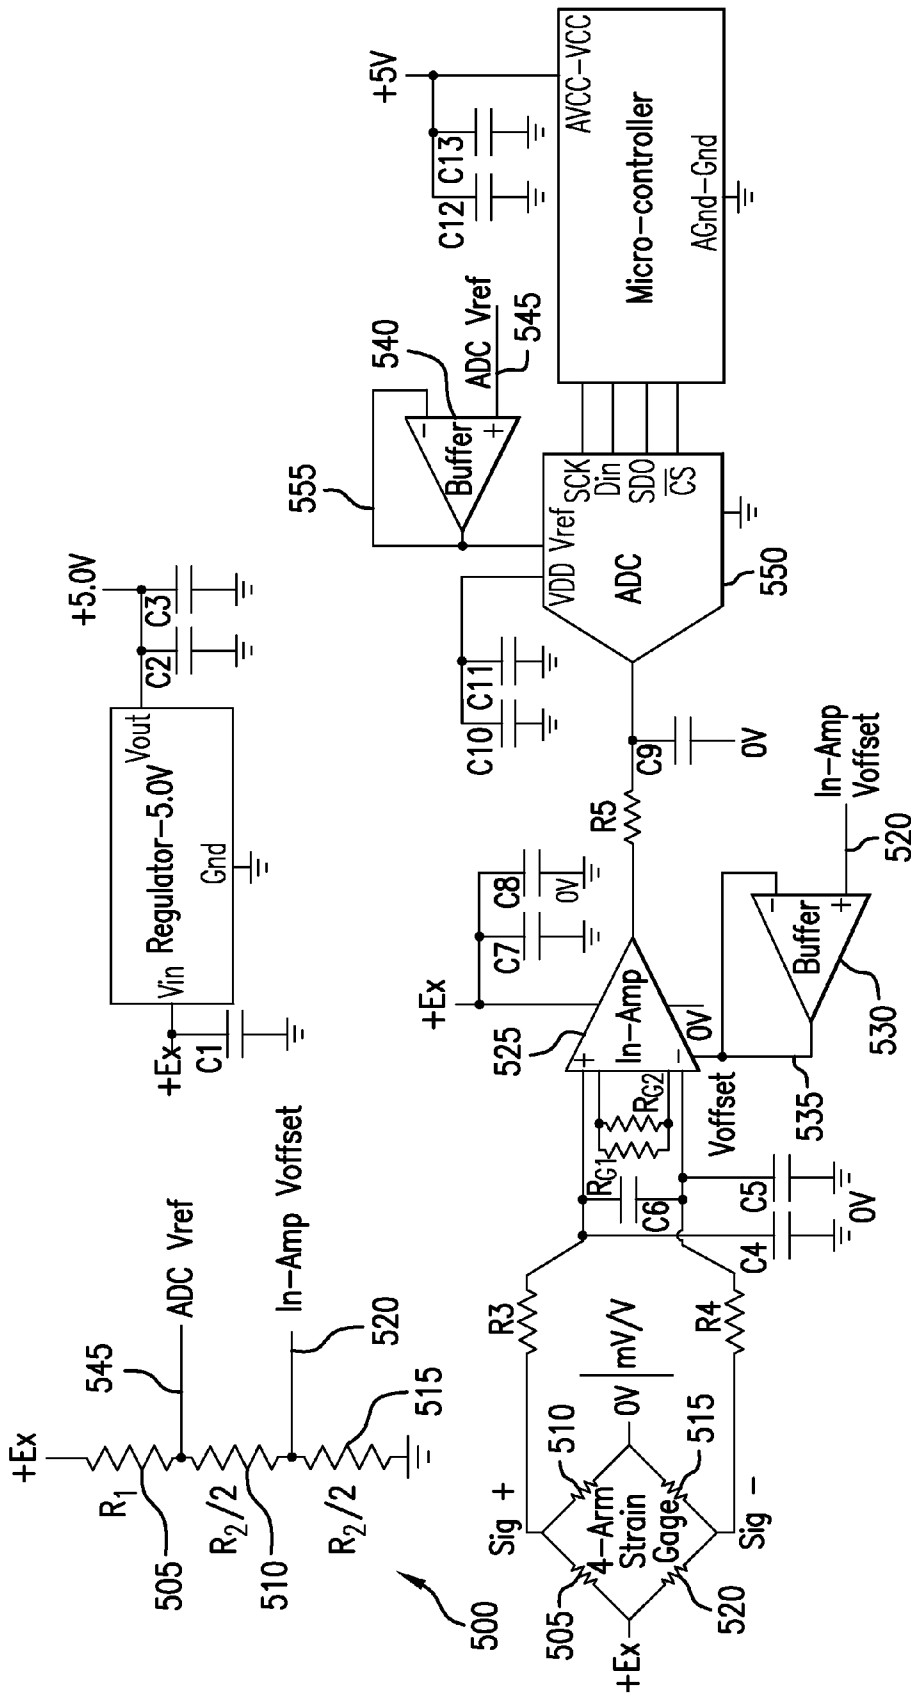 +Ex
R1
505
545
ADC Vref
R2/2
510
In-Amp Voffset
520
R2/2
515
500
+Ex
C1
Vin
Regulator-5.0V
Vout
Gnd
C2
C3
+5.0V
4-Arm
Strain
Gage
+Ex
505
510
515
520
Sig +
Sig -
0V
mV/V
R3
R4
C4
C5
0V
C6
RG1
RG2
+
In-Amp
-
525
Voffset
0V
+Ex
C7
C8
0V
535
Buffer
-
+
530
520
In-Amp
Voffset
R5
C9
0V
C10
C11
VDD
Vref
ADC
SCK
Din
SDO
CS
550
555
Buffer
-
+
540
ADC Vref
545
+5V
C12
C13
AVCC-VCC
Micro-controller
AGnd-Gnd